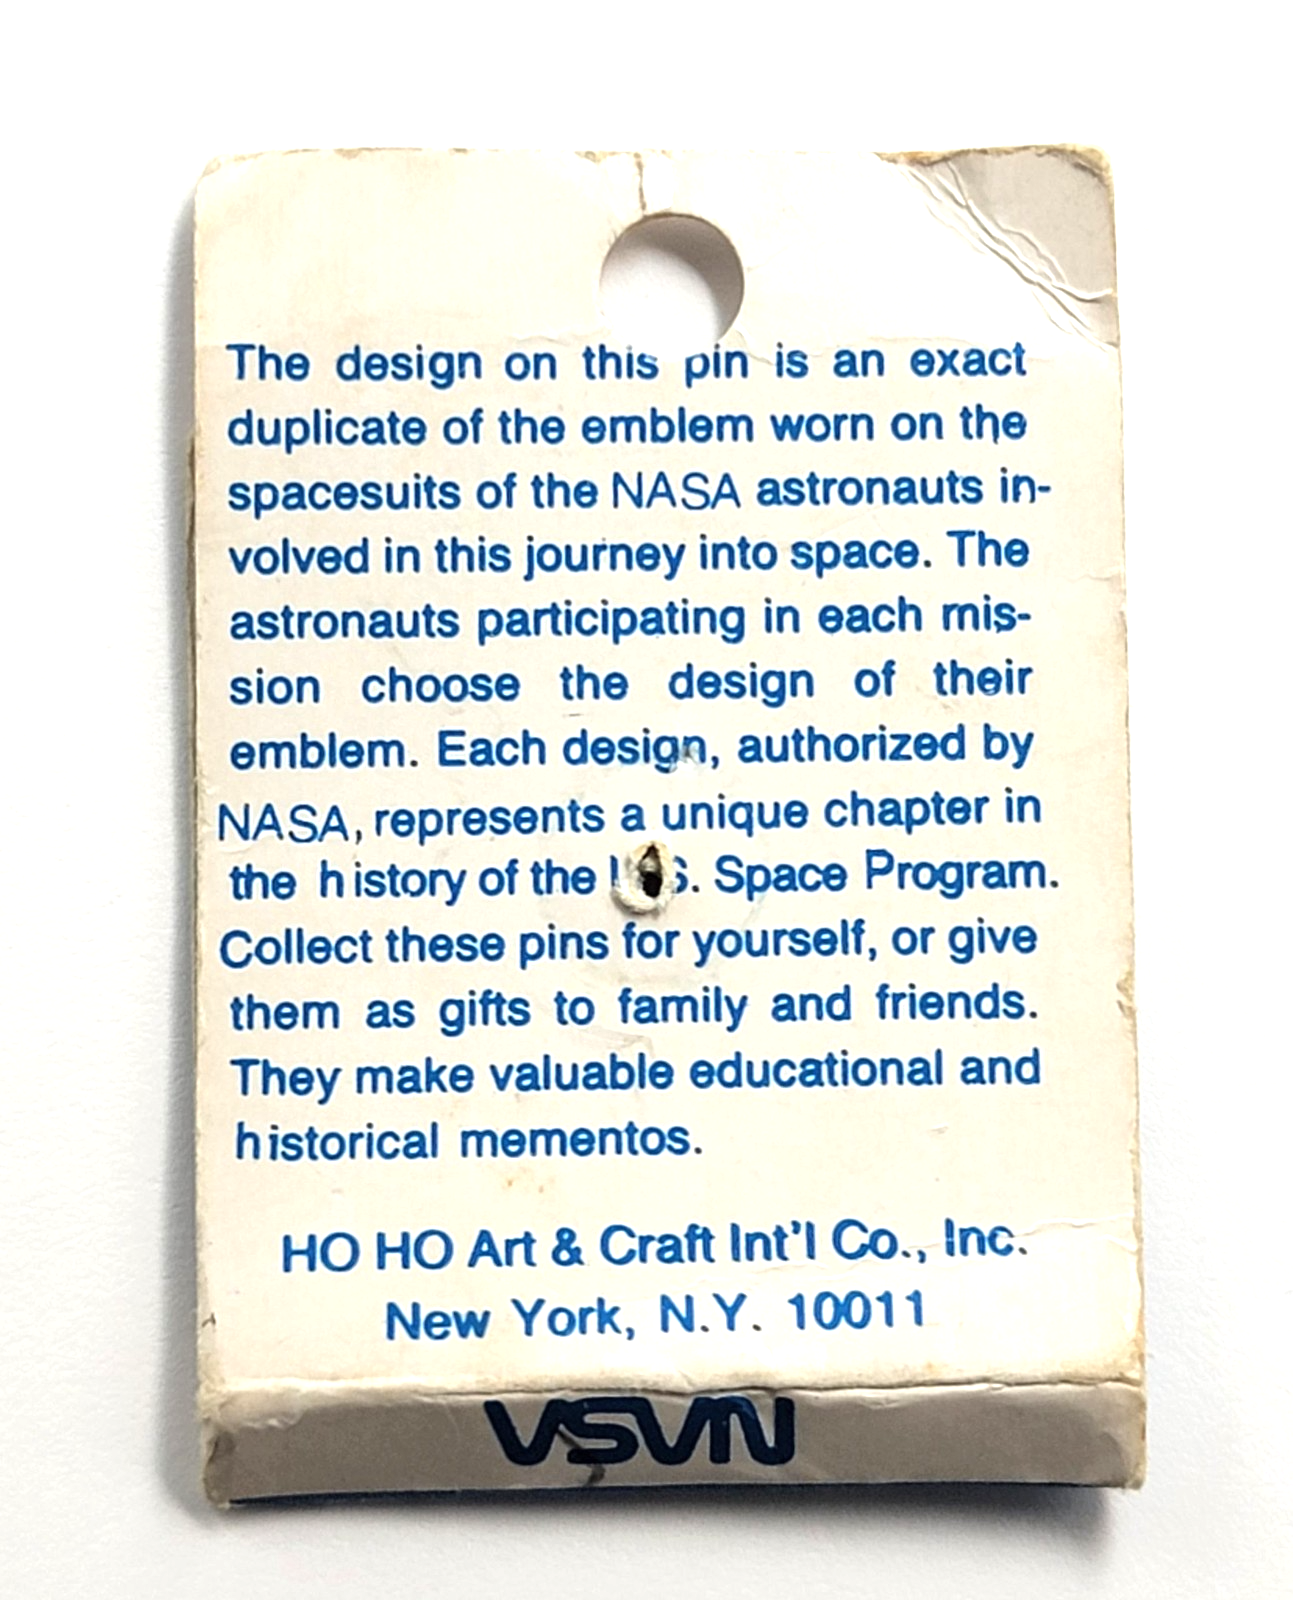 The design on this pin is an exact
duplicate of the emblem worn on the
spacesuits of the NASA astronauts in-
volved in this journey into space. The
astronauts participating in each mis-
sion choose the design of their
emblem. Each design, authorized by
NASA, represents a unique chapter in
the history of the U.S. Space Program.
Collect these pins for yourself, or give
them as gifts to family and friends.
They make valuable educational and
historical mementos.
HO HO Art & Craft Int'l Co., Inc.
New York, N.Y. 10011
NASA